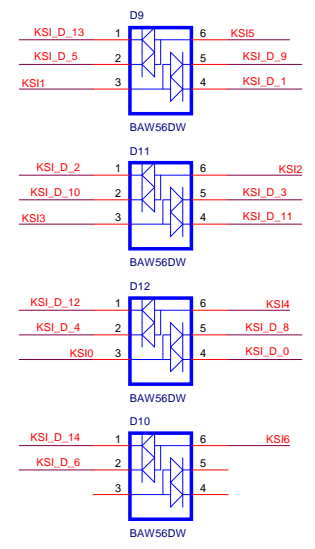 D9
KSI_D_13 1 6 KSI5
KSI_D_5 2 5 KSI_D_9
KSI1 3 4 KSI_D_1
BAW56DW
D11
KSI_D_2 1 6 KSI2
KSI_D_10 2 5 KSI_D_3
KSI3 3 4 KSI_D_11
BAW56DW
D12
KSI_D_12 1 6 KSI4
KSI_D_4 2 5 KSI_D_8
KSI0 3 4 KSI_D_0
BAW56DW
D10
KSI_D_14 1 6 KSI6
KSI_D_6 2 5
3 4
BAW56DW